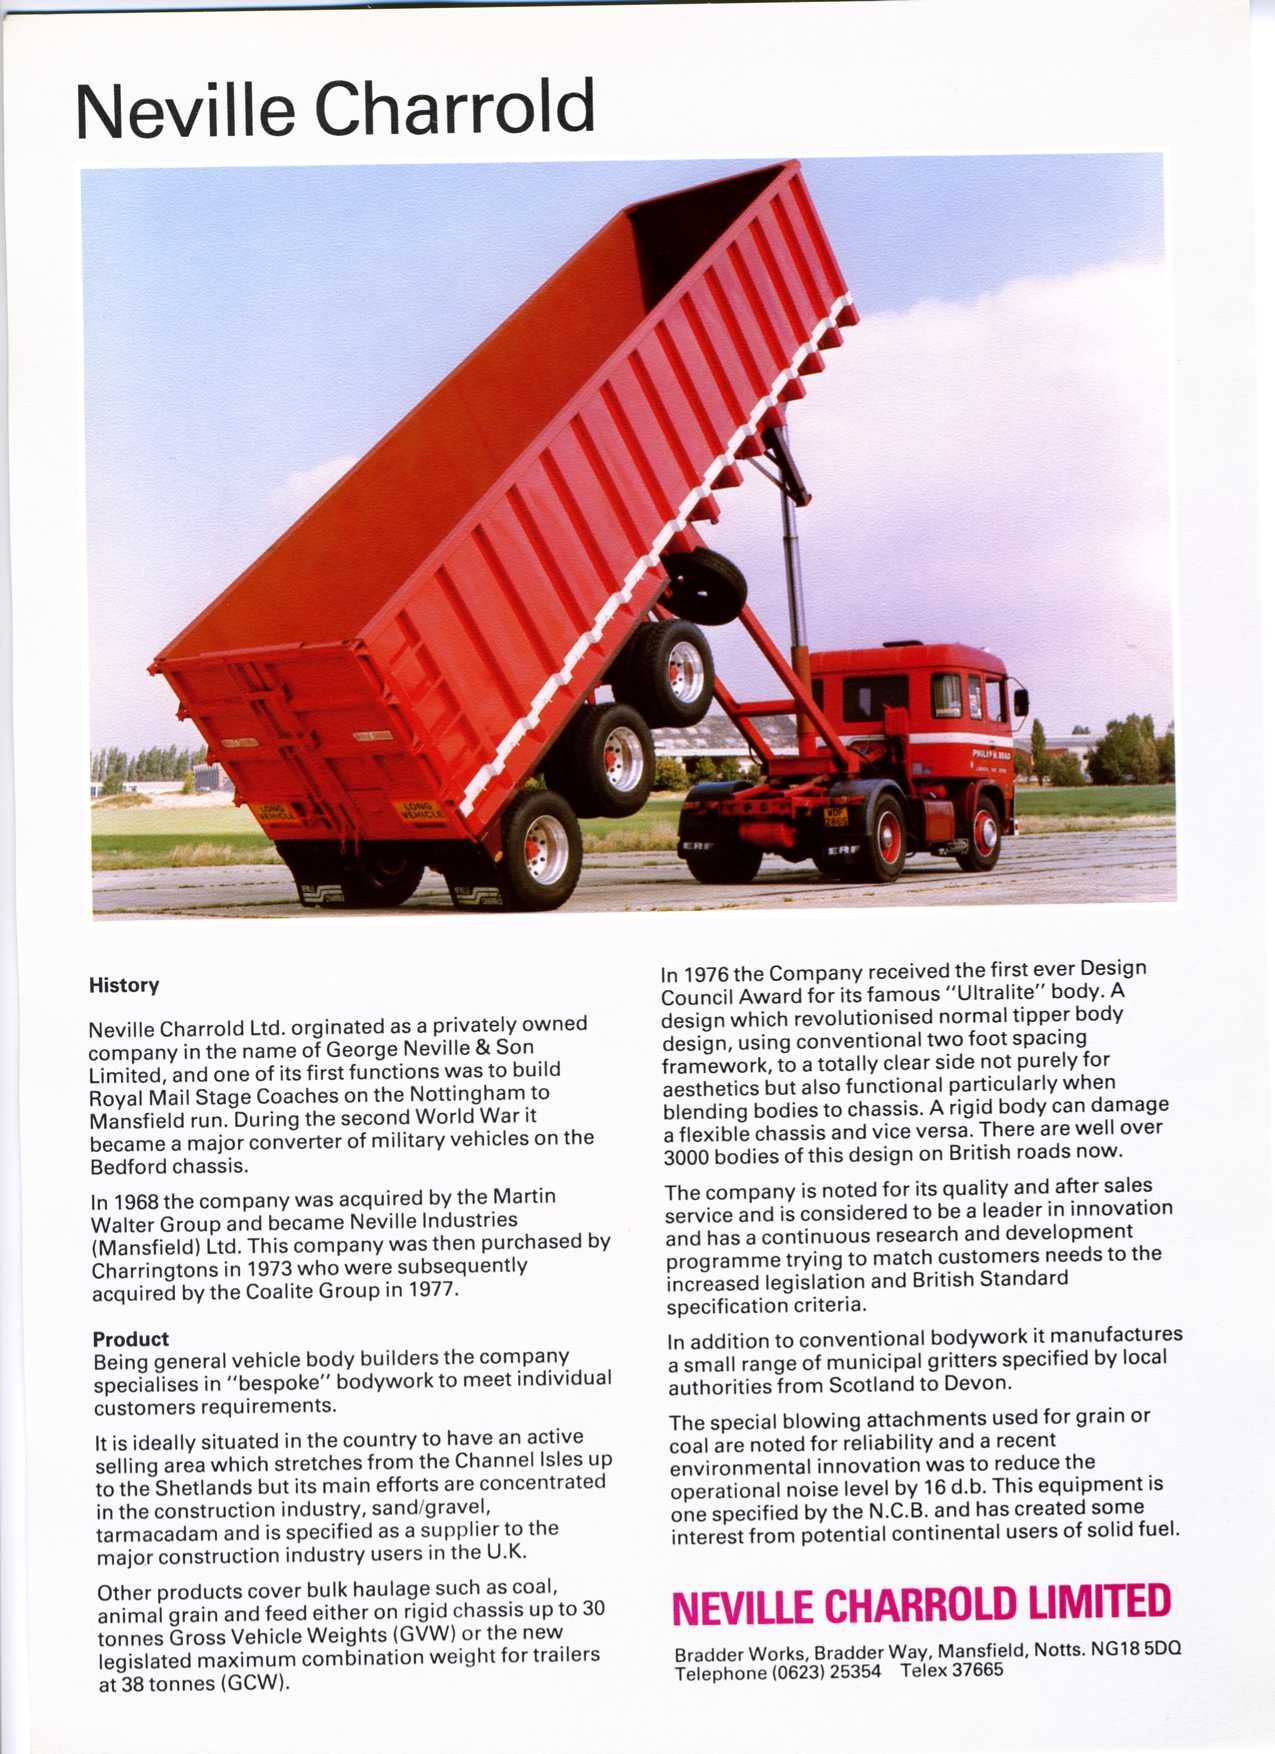 Neville Charrold
LONG
VEHICLE
LONG
VEHICLE
ERF
ERF
History
Neville Charrold Ltd. orginated as a privately owned
company in the name of George Neville & Son
Limited, and one of its first functions was to build
Royal Mail Stage Coaches on the Nottingham to
Mansfield run. During the second World War it
became a major converter of military vehicles on the
Bedford chassis.
In 1968 the company was acquired by the Martin
Walter Group and became Neville Industries
(Mansfield) Ltd. This company was then purchased by
Charringtons in 1973 who were subsequently
acquired by the Coalite Group in 1977.
Product
Being general vehicle body builders the company
specialises in "bespoke" bodywork to meet individual
customers requirements.
It is ideally situated in the country to have an active
selling area which stretches from the Channel Isles up
to the Shetlands but its main efforts are concentrated
in the construction industry, sand/gravel,
tarmacadam and is specified as a supplier to the
major construction industry users in the U.K.
Other products cover bulk haulage such as coal,
animal grain and feed either on rigid chassis up to 30
tonnes Gross Vehicle Weights (GVW) or the new
legislated maximum combination weight for trailers
at 38 tonnes (GCW).
In 1976 the Company received the first ever Design
Council Award for its famous "Ultralite" body. A
design which revolutionised normal tipper body
design, using conventional two foot spacing
framework, to a totally clear side not purely for
aesthetics but also functional particularly when
blending bodies to chassis. A rigid body can damage
a flexible chassis and vice versa. There are well over
3000 bodies of this design on British roads now.
The company is noted for its quality and after sales
service and is considered to be a leader in innovation
and has a continuous research and development
programme trying to match customers needs to the
increased legislation and British Standard
specification criteria.
In addition to conventional bodywork it manufactures
a small range of municipal gritters specified by local
authorities from Scotland to Devon.
The special blowing attachments used for grain or
coal are noted for reliability and a recent
environmental innovation was to reduce the
operational noise level by 16 d.b. This equipment is
one specified by the N.C.B. and has created some
interest from potential continental users of solid fuel.
NEVILLE CHARROLD LIMITED
Bradder Works, Bradder Way, Mansfield, Notts. NG18 5DQ
Telephone (0623) 25354 Telex 37665